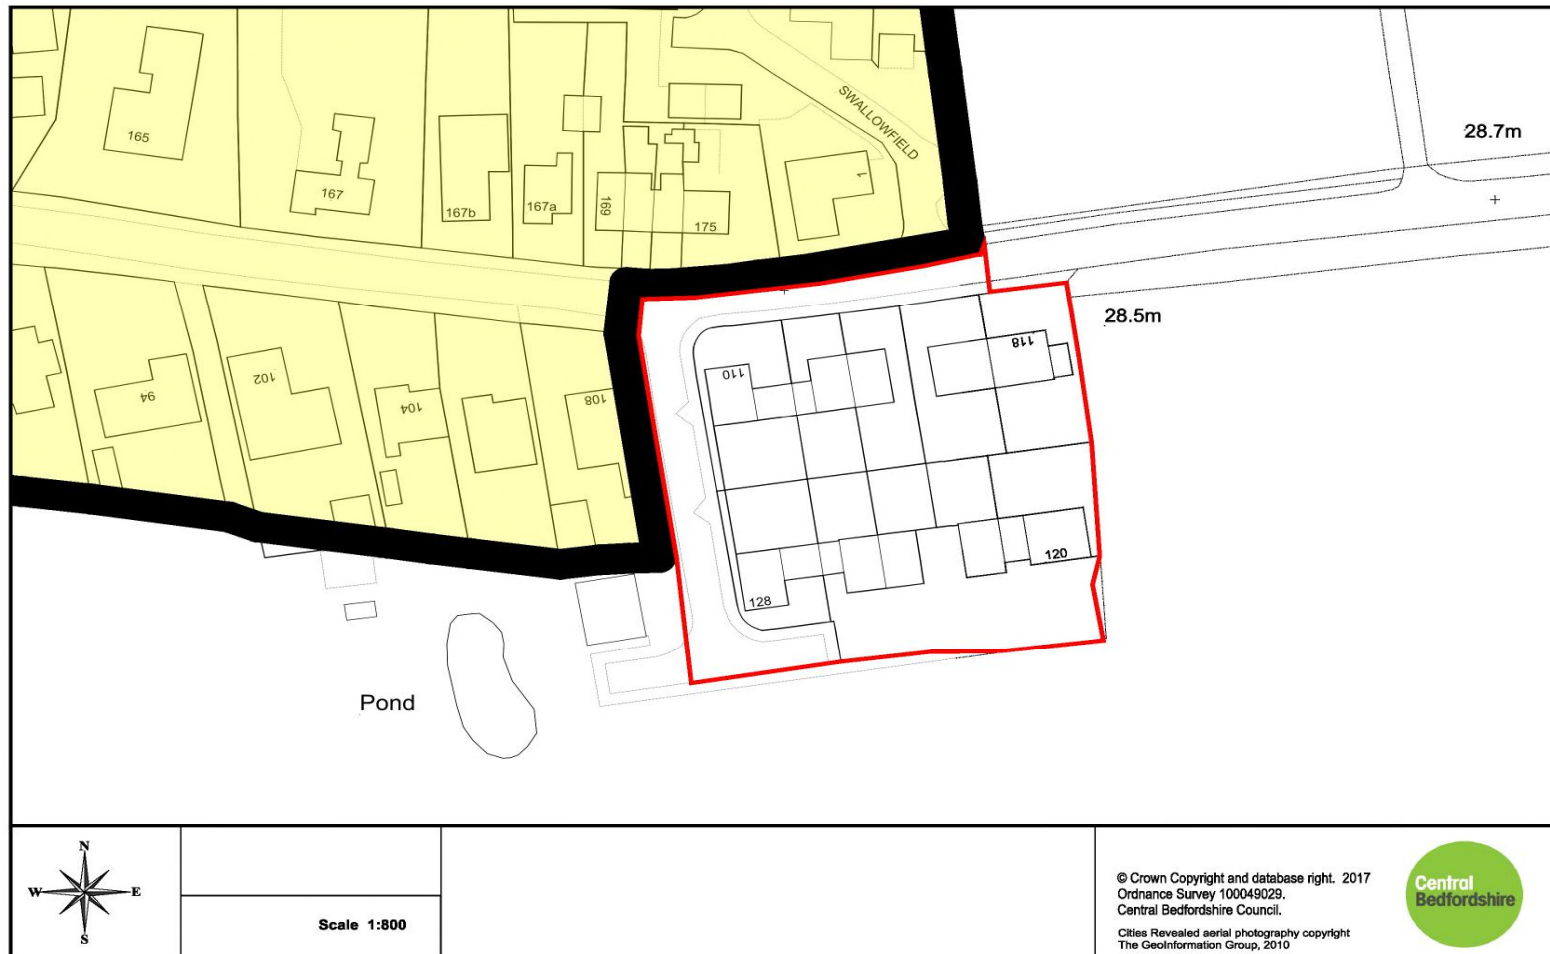 SWALLOWFIELD
28.7m
165
167
167b
167a
169
175
1
28.5m
94
102
104
108
110
118
128
120
Pond
N
W E
S
Scale 1:800
© Crown Copyright and database right. 2017
Ordnance Survey 100049029.
Central Bedfordshire Council.
Cities Revealed aerial photography copyright
The GeoInformation Group, 2010
Central
Bedfordshire